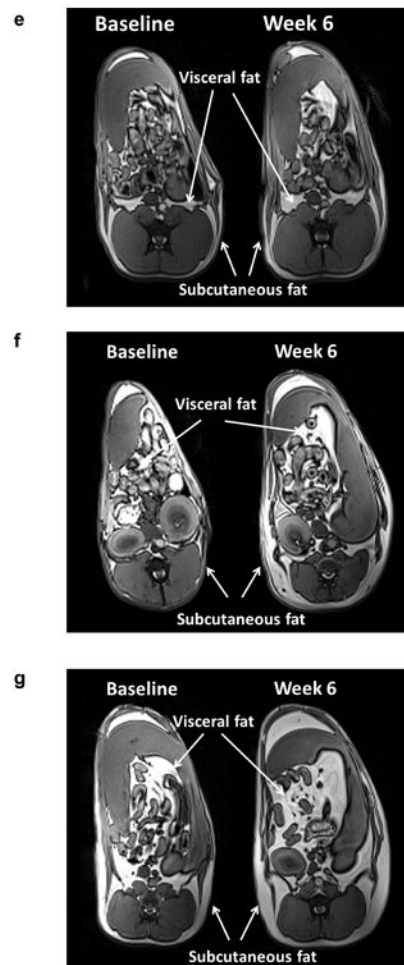 e
Baseline Week 6
Visceral fat
Subcutaneous fat
f
Baseline Week 6
Visceral fat
Subcutaneous fat
g
Baseline Week 6
Visceral fat
Subcutaneous fat